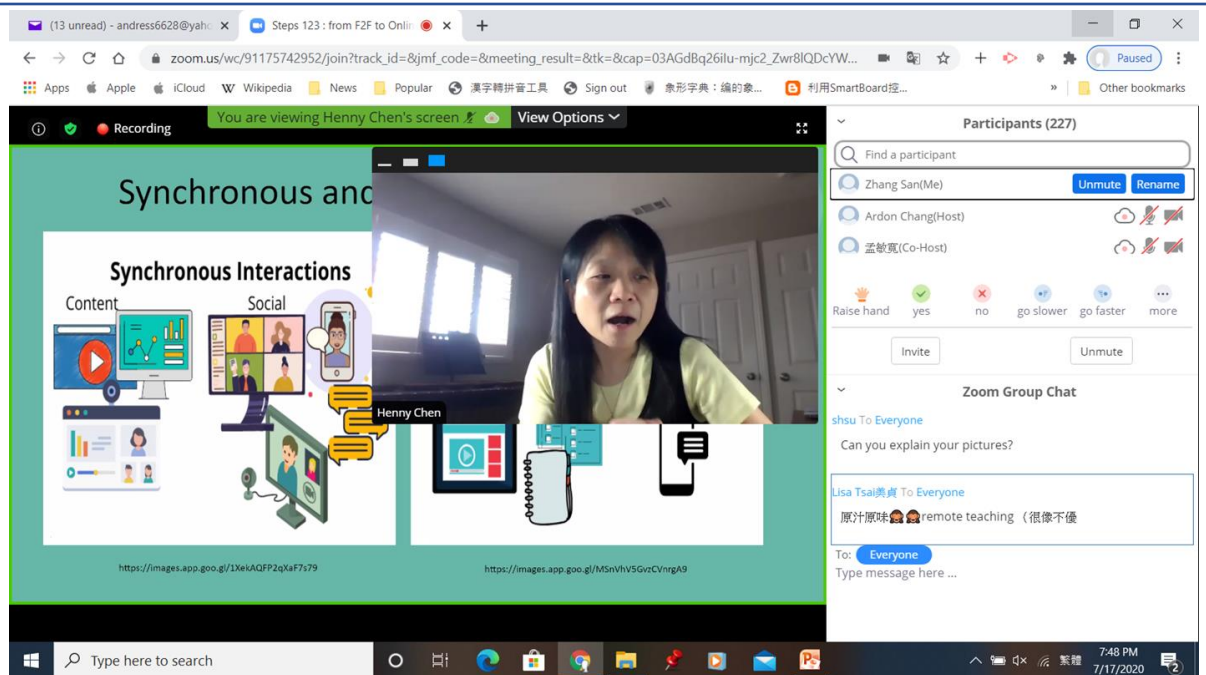 (13 unread) - andress6628@yaho
Steps 123 : from F2F to Onlin
zoom.us/wc/91175742952/join?track_id=&jmf_code=&meeting_result=&tk=&cap=03AGdBq26iIu-mjc2_Zwr8lQDcYW...
Paused
Apps Apple iCloud Wikipedia News Popular 漢字轉拼音工具 Sign out 象形字典：編的象... 利用SmartBoard控... » Other bookmarks
Recording
You are viewing Henny Chen's screen
View Options
Synchronous and
Synchronous Interactions
Content
Social
Henny Chen
https://images.app.goo.gl/1XekAQFP2qXaF7s79
https://images.app.goo.gl/MSnVhV5GvzCVnrgA9
Participants (227)
Find a participant
Zhang San(Me)
Unmute
Rename
Ardon Chang(Host)
孟敏寬(Co-Host)
Raise hand yes no go slower go faster more
Invite
Unmute
Zoom Group Chat
shsu To Everyone
Can you explain your pictures?
Lisa Tsai美貞 To Everyone
原汁原味🙈🙈remote teaching （很像不優
To: Everyone
Type message here ...
Type here to search
繁體
7:48 PM
7/17/2020
2